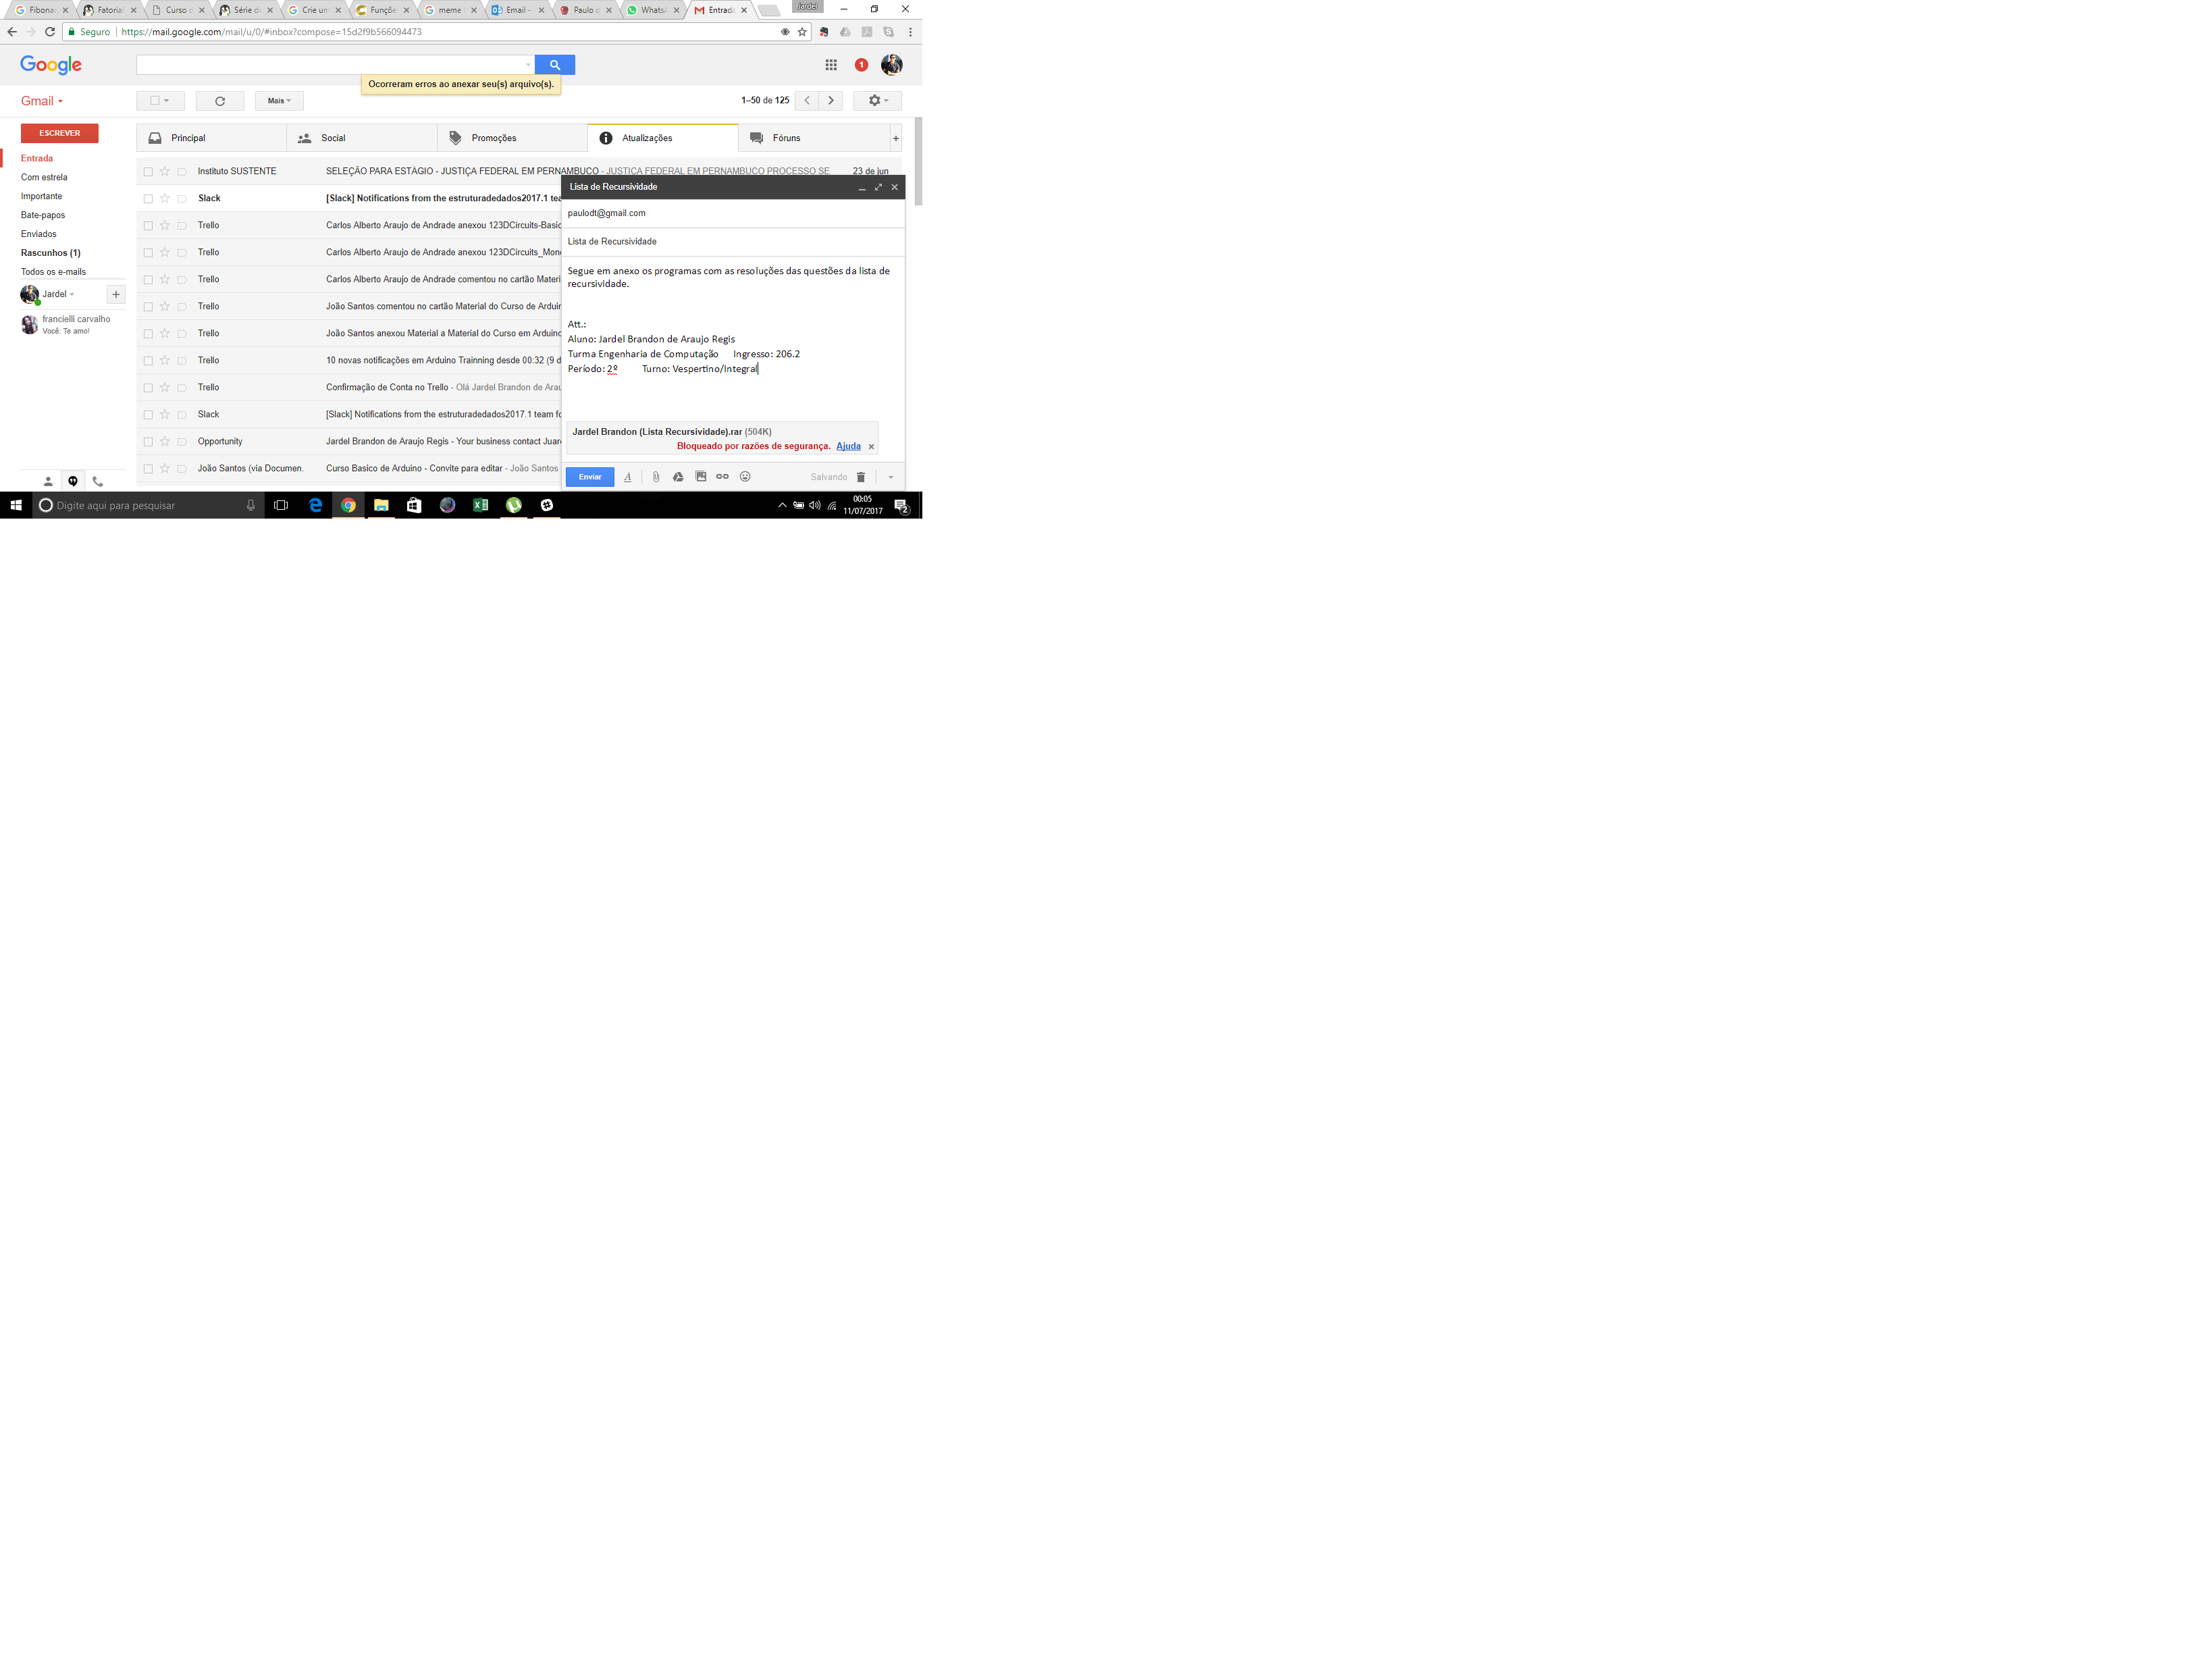 Fibona
Fatorial
Curso d
Série de
Crie um
Funçõe
meme
Email –
Paulo d
WhatsA
Entrada
Jardel
Seguro
https://mail.google.com/mail/u/0/#inbox?compose=15d2f9b566094473
Google
1
Ocorreram erros ao anexar seu(s) arquivo(s).
Gmail
Mais
1–50 de 125
ESCREVER
Entrada
Com estrela
Importante
Bate-papos
Enviados
Rascunhos (1)
Todos os e-mails
Jardel
francielli carvalho
Você: Te amo!
Principal
Social
Promoções
Atualizações
Fóruns
Instituto SUSTENTE SELEÇÃO PARA ESTÁGIO - JUSTIÇA FEDERAL EM PERNAMBUCO - JUSTIÇA FEDERAL EM PERNAMBUCO PROCESSO SE 23 de jun
Slack [Slack] Notifications from the estruturadedados2017.1 tea
Trello Carlos Alberto Araujo de Andrade anexou 123DCircuits-Basic
Trello Carlos Alberto Araujo de Andrade anexou 123DCircuits_Mon
Trello Carlos Alberto Araujo de Andrade comentou no cartão Materi
Trello João Santos comentou no cartão Material do Curso de Arduin
Trello João Santos anexou Material a Material do Curso em Arduino
Trello 10 novas notificações em Arduino Trainning desde 00:32 (9 d
Trello Confirmação de Conta no Trello - Olá Jardel Brandon de Arau
Slack [Slack] Notifications from the estruturadedados2017.1 team fo
Opportunity Jardel Brandon de Araujo Regis - Your business contact Juar
João Santos (via Documen. Curso Basico de Arduino - Convite para editar - João Santos
Lista de Recursividade
paulodt@gmail.com
Lista de Recursividade
Segue em anexo os programas com as resoluções das questões da lista de
recursividade.
Att.:
Aluno: Jardel Brandon de Araujo Regis
Turma Engenharia de Computação Ingresso: 206.2
Período: 2º Turno: Vespertino/Integral
Jardel Brandon (Lista Recursividade).rar (504K)
Bloqueado por razões de segurança. Ajuda
Enviar
Salvando
Digite aqui para pesquisar
00:05
11/07/2017
2